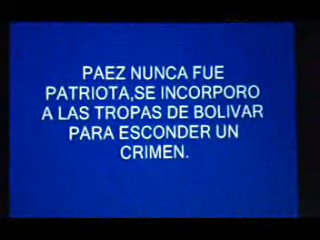 PAEZ NUNCA FUE
PATRIOTA,SE INCORPORO
A LAS TROPAS DE BOLIVAR
PARA ESCONDER UN
CRIMEN.